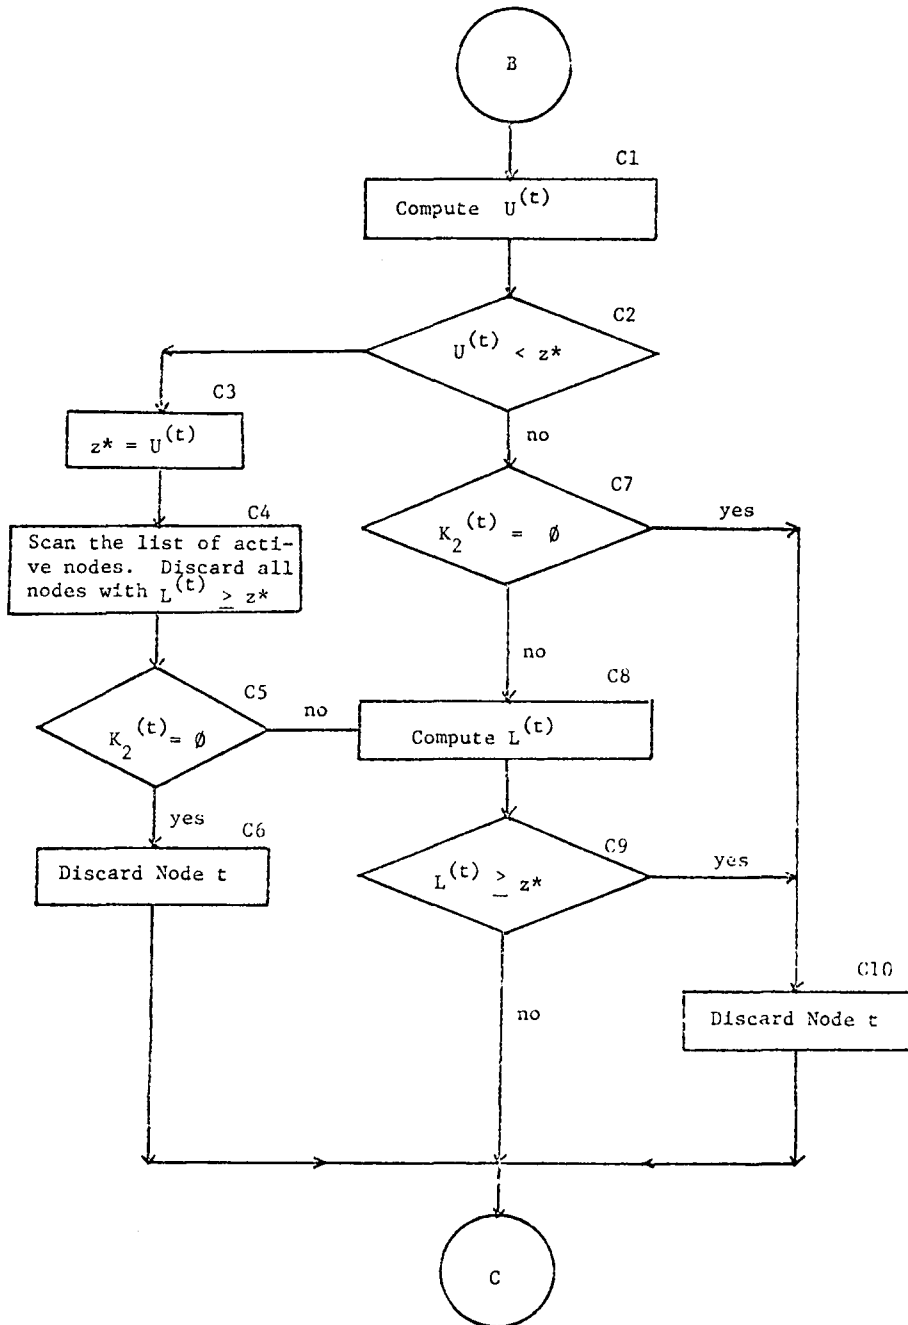 B
C1
Compute U^(t)
C2
U^(t) < z*
C3
z* = U^(t)
no
C7
K_2^(t) = ∅
yes
C4
Scan the list of acti-
ve nodes. Discard all
nodes with L^(t) ≥ z*
no
C8
C5
no
Compute L^(t)
K_2^(t) = ∅
yes
C6
C9
yes
Discard Node t
L^(t) ≥ z*
C10
no
Discard Node t
C